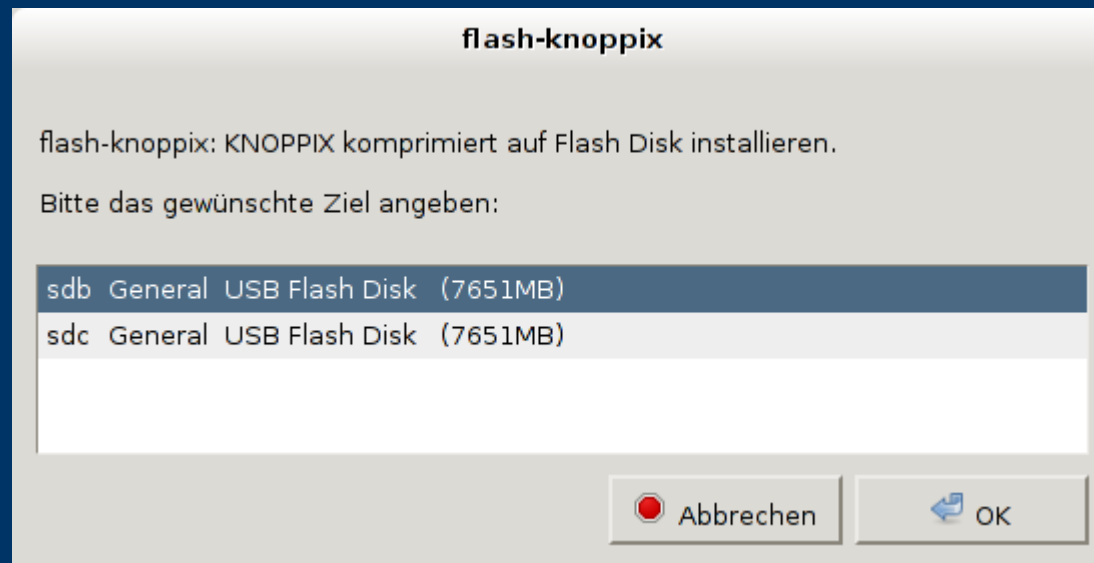 flash-knoppix
flash-knoppix: KNOPPIX komprimiert auf Flash Disk installieren.
Bitte das gewünschte Ziel angeben:
sdb General USB Flash Disk (7651MB)
sdc General USB Flash Disk (7651MB)
Abbrechen OK